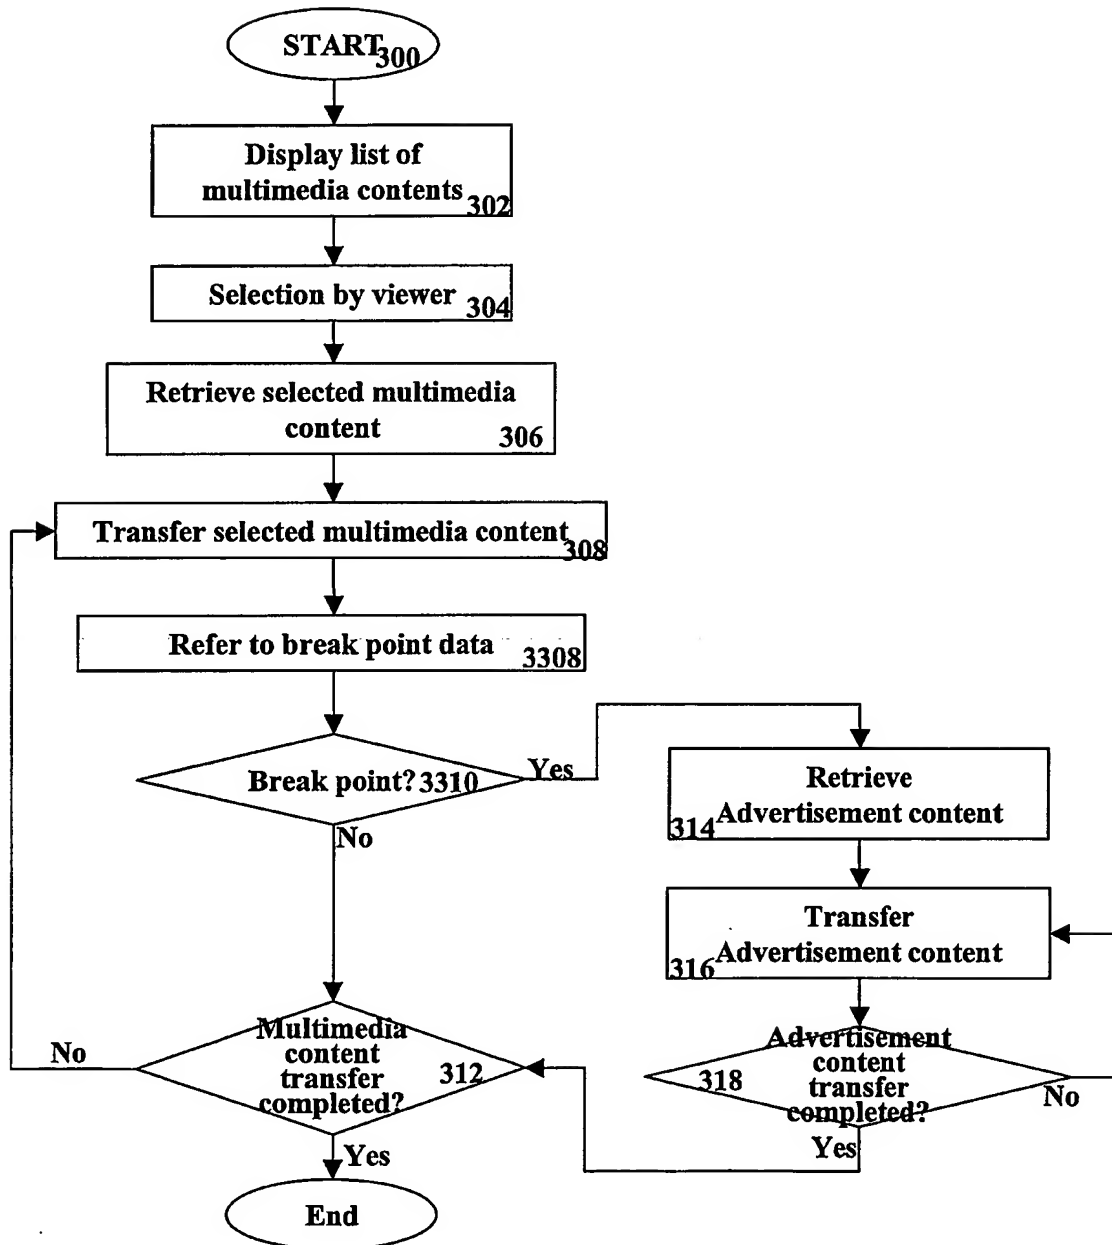 START 300
Display list of
multimedia contents 302
Selection by viewer 304
Retrieve selected multimedia
content 306
Transfer selected multimedia content 308
Refer to break point data 3308
Break point? 3310
Yes
No
Retrieve
314 Advertisement content
Transfer
316 Advertisement content
Advertisement
content
318
transfer
completed?
No
Yes
Multimedia
content
312
transfer
completed?
No
Yes
End